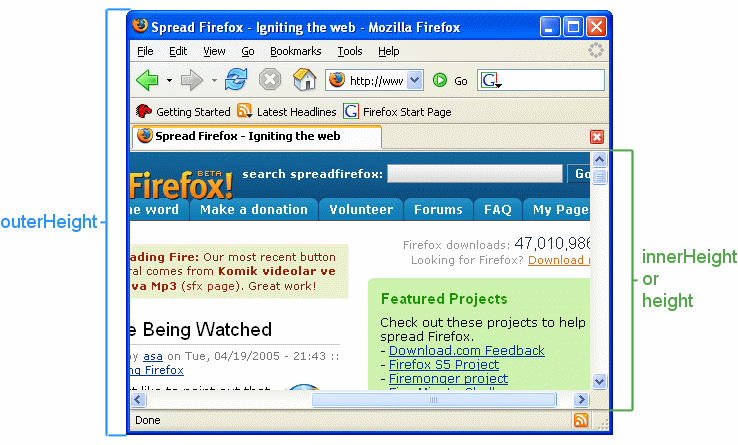 Spread Firefox - Igniting the web - Mozilla Firefox
File Edit View Go Bookmarks Tools Help
http://www Go G
Getting Started Latest Headlines G Firefox Start Page
Spread Firefox - Igniting the web
Firefox! BETA search spreadfirefox: Go
he word Make a donation Volunteer Forums FAQ My Page
outerHeight
innerHeight
or
height
ading Fire: Our most recent button
ral comes from Komik videolar ve
va Mp3 (sfx page). Great work!
Firefox downloads: 47,010,986
Looking for Firefox? Download
Featured Projects
Check out these projects to help
spread Firefox.
- Download.com Feedback
- Firefox S5 Project
- Firemonger project
e Being Watched
by asa on Tue, 04/19/2005 - 21:43 ::
ng Firefox
Done